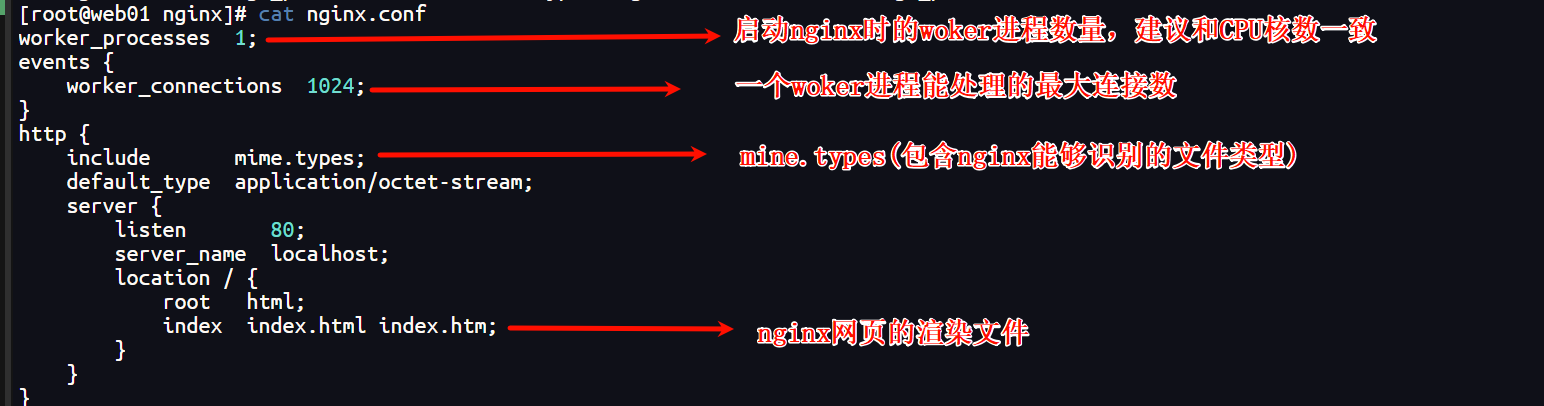 [root@web01 nginx]# cat nginx.conf
worker_processes 1; 启动nginx时的woker进程数量，建议和CPU核数一致
events {
worker_connections 1024; 一个woker进程能处理的最大连接数
}
http {
include mime.types; mine.types(包含nginx能够识别的文件类型)
default_type application/octet-stream;
server {
listen 80;
server_name localhost;
location / {
root html;
index index.html index.htm; nginx网页的渲染文件
}
}
}